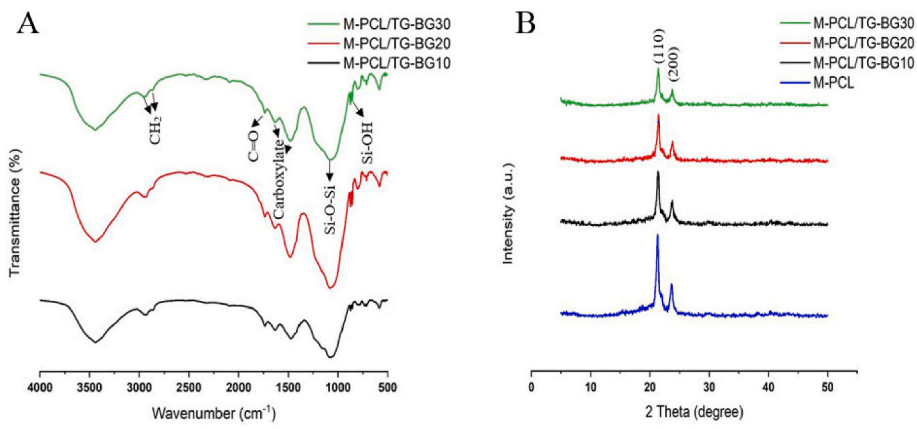 A
M-PCL/TG-BG30
M-PCL/TG-BG20
M-PCL/TG-BG10
CH2
C=O
Carboxylate
Si-O-Si
Si-OH
Transmittance (%)
4000 3500 3000 2500 2000 1500 1000 500
Wavenumber (cm-1)
B
M-PCL/TG-BG30
M-PCL/TG-BG20
M-PCL/TG-BG10
M-PCL
(110)
(200)
Intensity (a.u.)
0 10 20 30 40 50
2 Theta (degree)